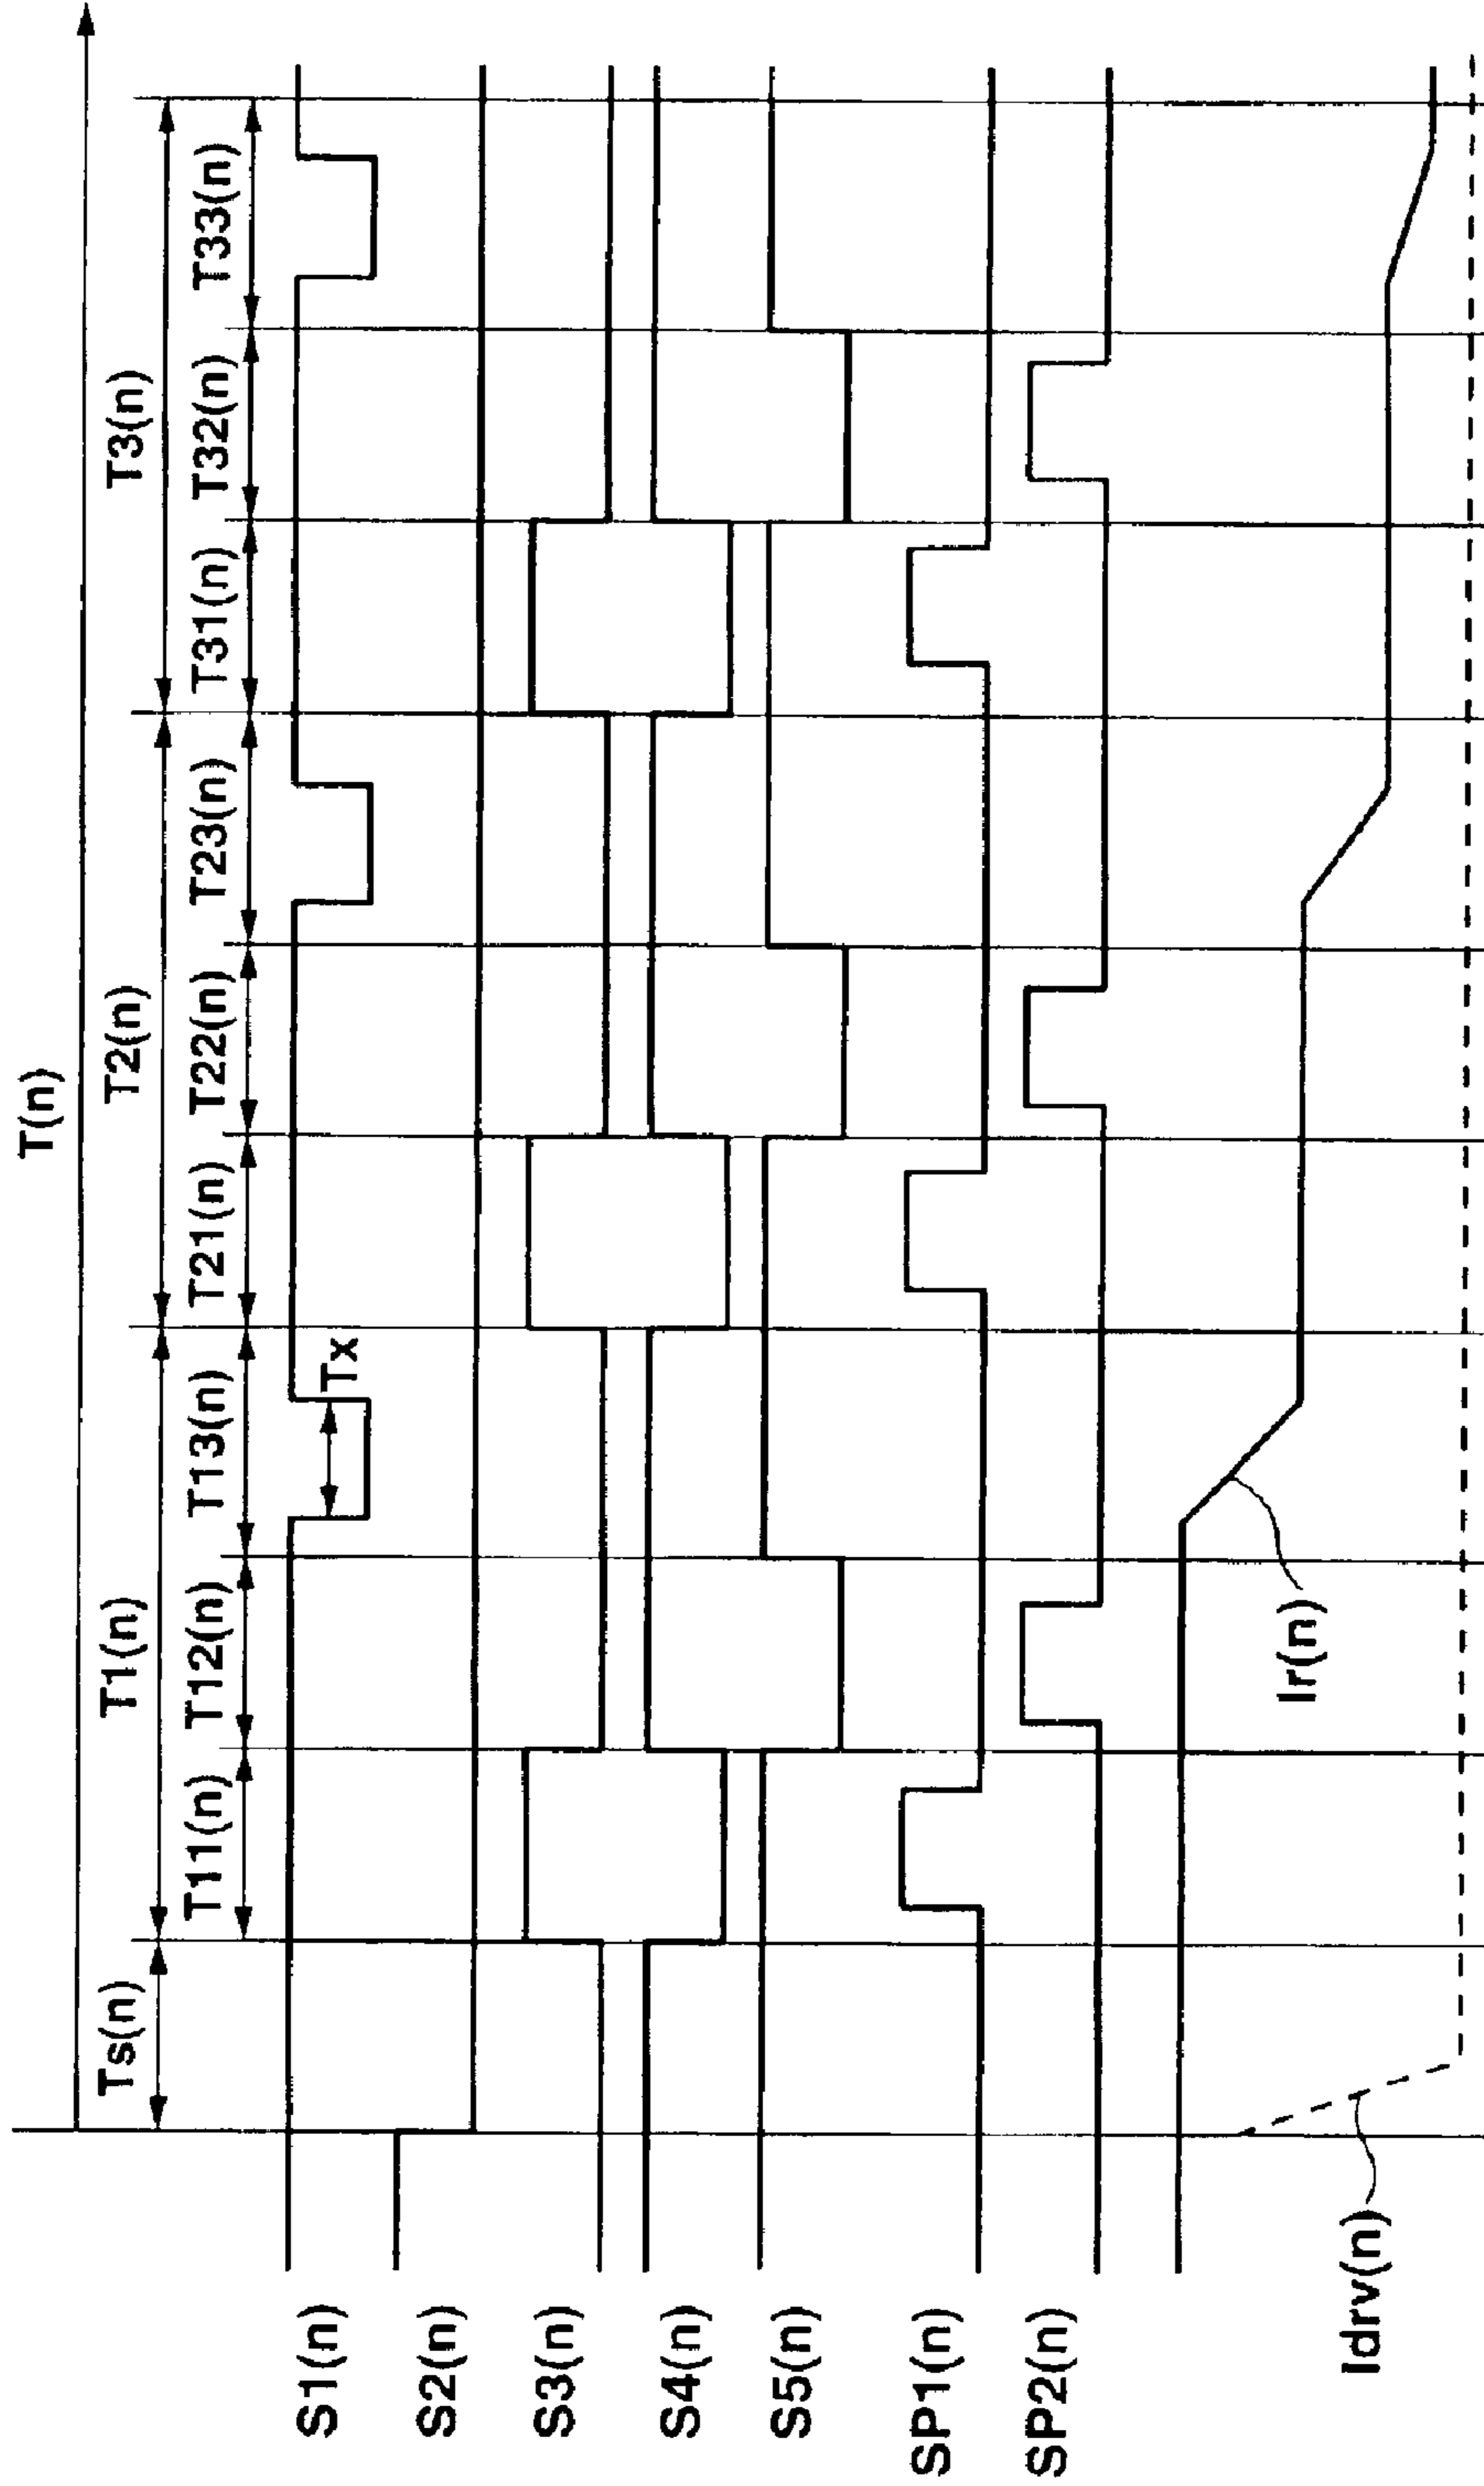 T(n)
Ts(n) T1(n) T2(n) T3(n)
T11(n) T12(n) T13(n) T21(n) T22(n) T23(n) T31(n) T32(n) T33(n)
S1(n)
Tx
S2(n)
S3(n)
S4(n)
S5(n)
SP1(n)
SP2(n)
Ir(n)
Idrv(n)